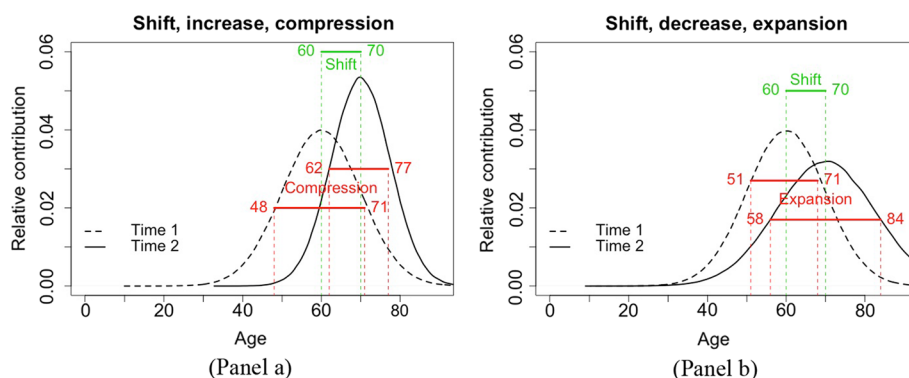 Shift, increase, compression
Relative contribution
0.06
0.04
0.02
0.00
60 70
Shift
62 77
Compression
48 71
Time 1
Time 2
0 20 40 60 80
Age
(Panel a)
Shift, decrease, expansion
Relative contribution
0.06
0.04
0.02
0.00
Shift
60 70
51 71
Expansion
58 84
Time 1
Time 2
0 20 40 60 80
Age
(Panel b)